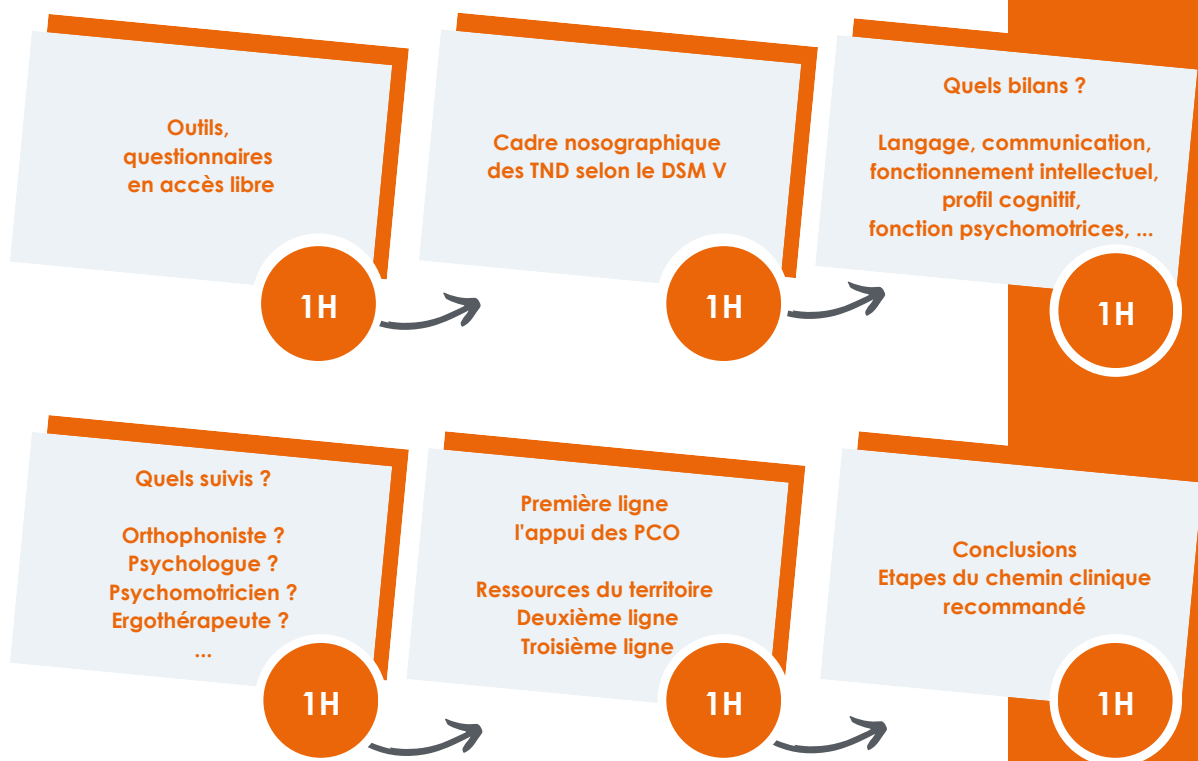 Outils,
questionnaires
en accès libre
1H
Cadre nosographique
des TND selon le DSM V
1H
Quels bilans ?
Langage, communication,
fonctionnement intellectuel,
profil cognitif,
fonction psychomotrices, ...
1H
Quels suivis ?
Orthophoniste ?
Psychologue ?
Psychomotricien ?
Ergothérapeute ?
...
1H
Première ligne
l'appui des PCO
Ressources du territoire
Deuxième ligne
Troisième ligne
1H
Conclusions
Etapes du chemin clinique
recommandé
1H